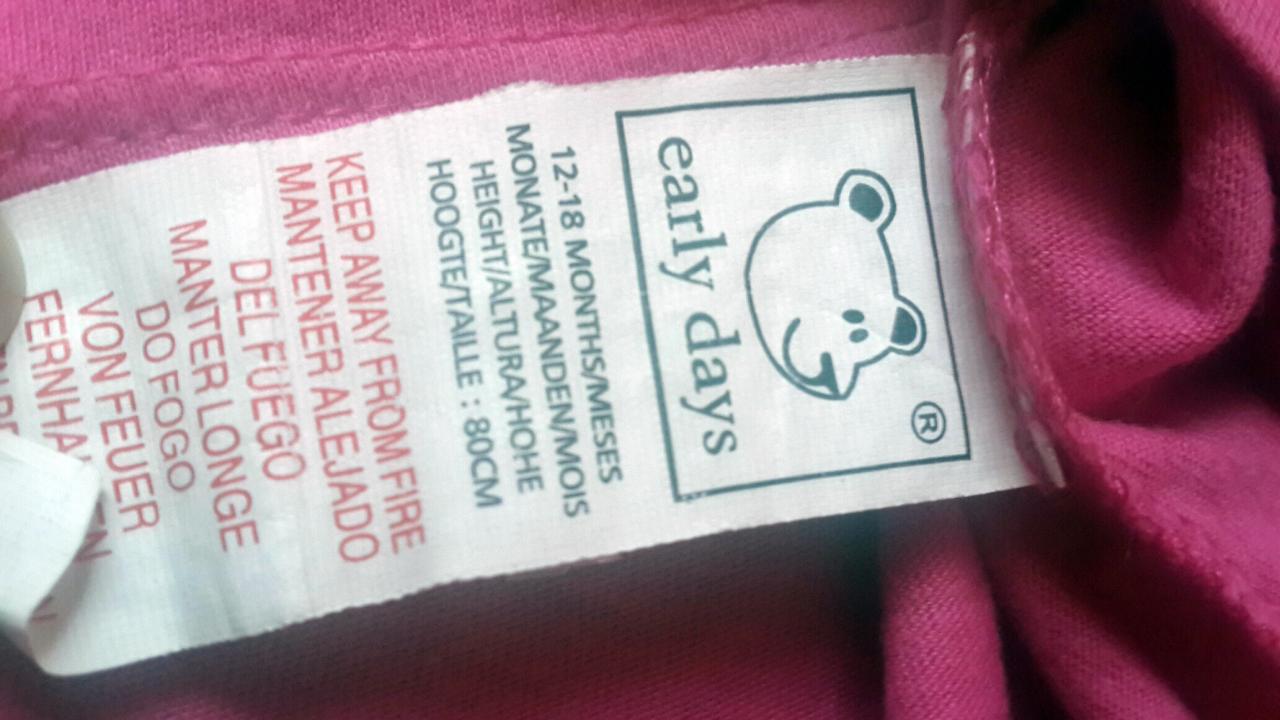 early days
®
12-18 MONTHS/MESES
MONATE/MAANDEN/MOIS
HEIGHT/ALTURA/HOHE
HOOGTE/TAILLE : 80CM
KEEP AWAY FROM FIRE
MANTENER ALEJADO
DEL FUEGO
MANTER LONGE
DO FOGO
VON FEUER